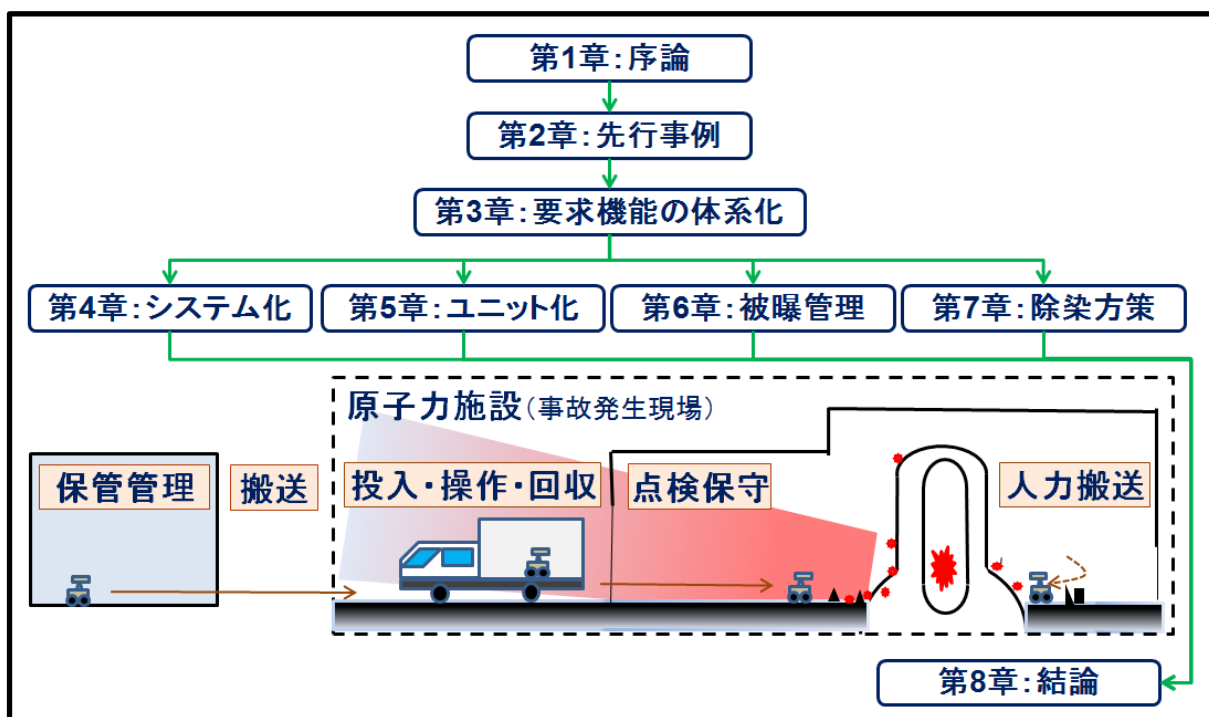 第1章：序論
第2章：先行事例
第3章：要求機能の体系化
第4章：システム化
第5章：ユニット化
第6章：被曝管理
第7章：除染方策
原子力施設（事故発生現場）
保管管理
搬送
投入・操作・回収
点検保守
人力搬送
第8章：結論